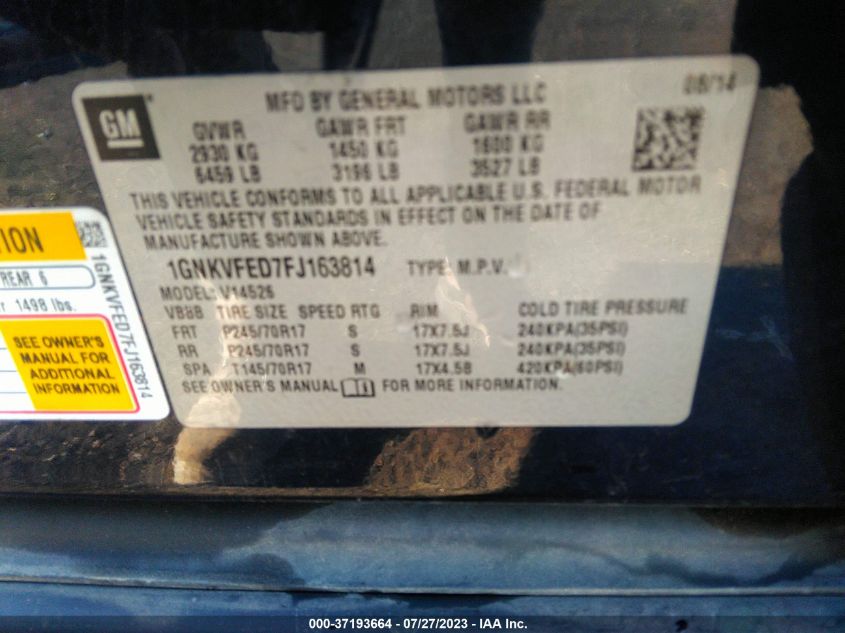 GM
MFD BY GENERAL MOTORS LLC
08/14
GVWR GAWR FRT GAWR RR
2930 KG 1450 KG 1600 KG
6459 LB 3196 LB 3527 LB
THIS VEHICLE CONFORMS TO ALL APPLICABLE U.S. FEDERAL MOTOR
VEHICLE SAFETY STANDARDS IN EFFECT ON THE DATE OF
MANUFACTURE SHOWN ABOVE.
1GNKVFED7FJ163814 TYPE: M.P.V.
MODEL: V14526
VB8B TIRE SIZE SPEED RTG RIM COLD TIRE PRESSURE
FRT P245/70R17 S 17X7.5J 240KPA(35PSI)
RR P245/70R17 S 17X7.5J 240KPA(35PSI)
SPA T145/70R17 M 17X4.5B 420KPA(60PSI)
SEE OWNER'S MANUAL FOR MORE INFORMATION.
REAR 6
1498 lbs.
SEE OWNER'S
MANUAL FOR
ADDITIONAL
INFORMATION
1GNKVFED7FJ163814
000-37193664 / 07/27/2023 / IAA Inc.